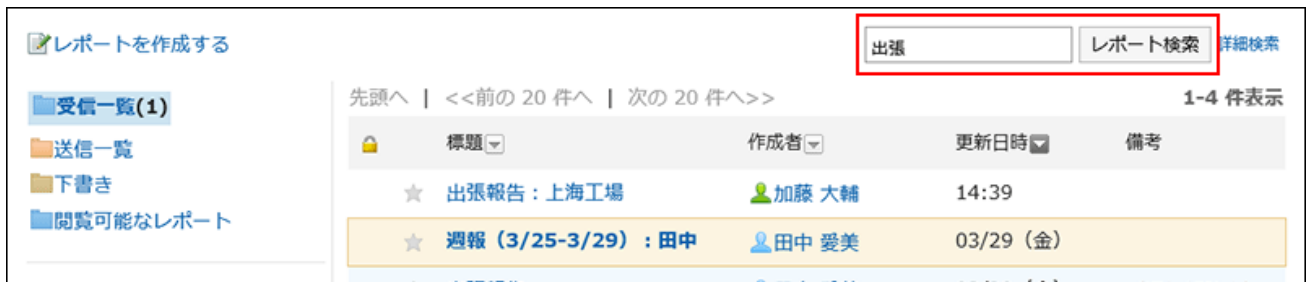 レポートを作成する
出張 レポート検索 詳細検索
受信一覧(1)
送信一覧
下書き
閲覧可能なレポート
先頭へ | <<前の 20 件へ | 次の 20 件へ>>
1-4 件表示
標題 作成者 更新日時 備考
出張報告：上海工場 加藤 大輔 14:39
週報（3/25-3/29）：田中 田中 愛美 03/29（金）